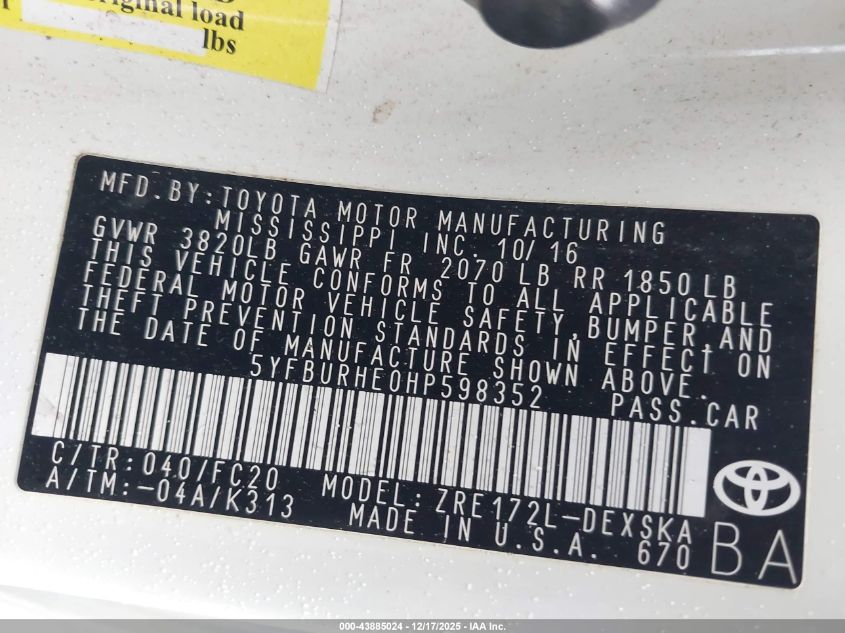 riginal load
lbs
MFD.BY:TOYOTA MOTOR MANUFACTURING
MISSISSIPPI INC. 10/16
GVWR 3820LB GAWR FR 2070 LB RR 1850LB
THIS VEHICLE CONFORMS TO ALL APPLICABLE
FEDERAL MOTOR VEHICLE SAFETY,BUMPER,AND
THEFT PREVENTION STANDARDS IN EFFECT ON
THE DATE OF MANUFACTURE SHOWN ABOVE.
5YFBURHE0HP598352 PASS.CAR
C/TR:040/FC20
A/TM:-04A/K313
MODEL:ZRE172L-DEXSKA
MADE IN U.S.A. 670
BA
000-43885024 - 12/17/2025 - IAA Inc.